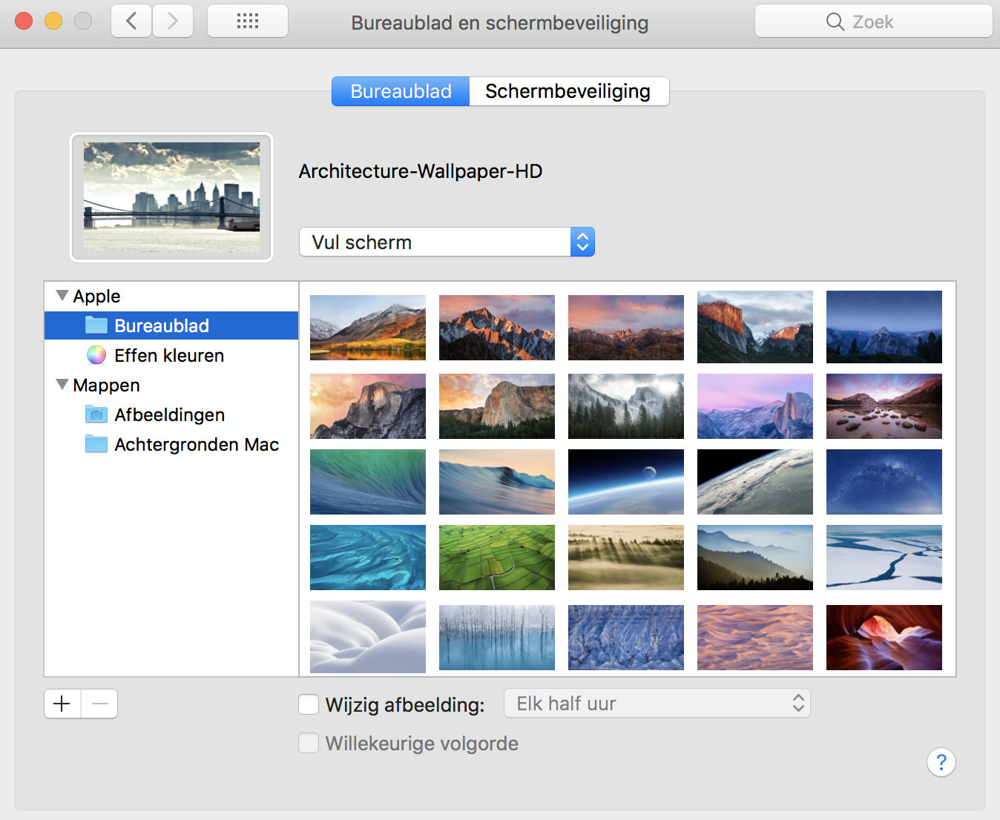 Bureaublad en schermbeveiliging
Zoek
Bureaublad
Schermbeveiliging
Architecture-Wallpaper-HD
Vul scherm
Apple
Bureaublad
Effen kleuren
Mappen
Afbeeldingen
Achtergronden Mac
Wijzig afbeelding:
Elk half uur
Willekeurige volgorde
?